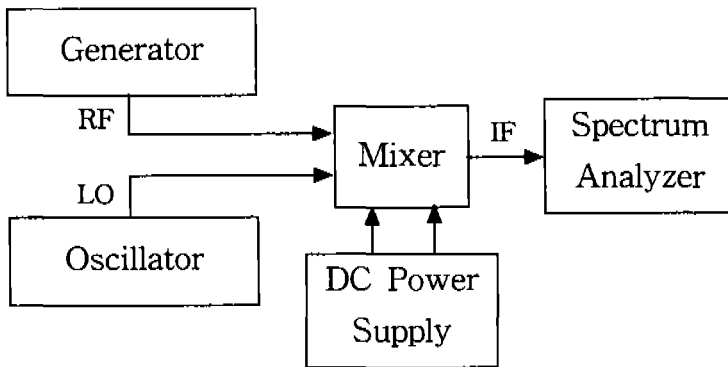 Generator
RF
Mixer
IF
Spectrum
Analyzer
LO
Oscillator
DC Power
Supply